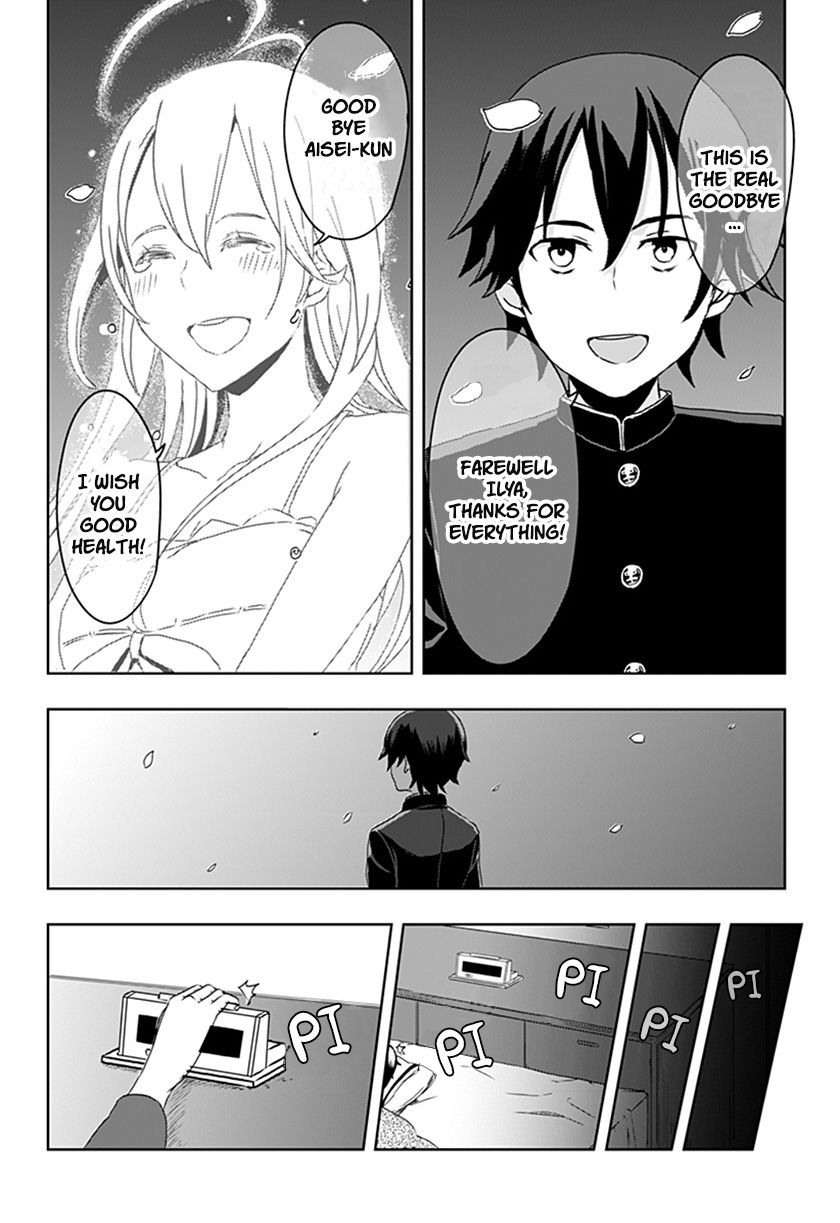 THIS IS
THE REAL
GOODBYE
...
FAREWELL
ILYA,
THANKS FOR
EVERYTHING!
GOOD
BYE
AISEI-KUN
I WISH
YOU
GOOD
HEALTH!
PI
PI
PI
PI
PI